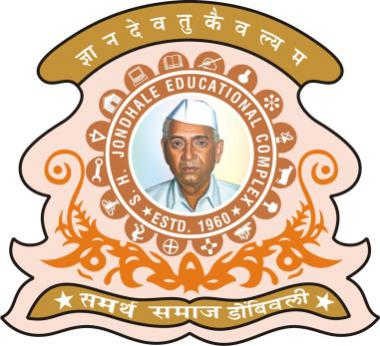 ज्ञानदेवतुकैवल्यम
S. H. JONDHALE EDUCATIONAL COMPLEX
★ ESTD. 1960 ★
★ समर्थ समाज डोंबिवली ★